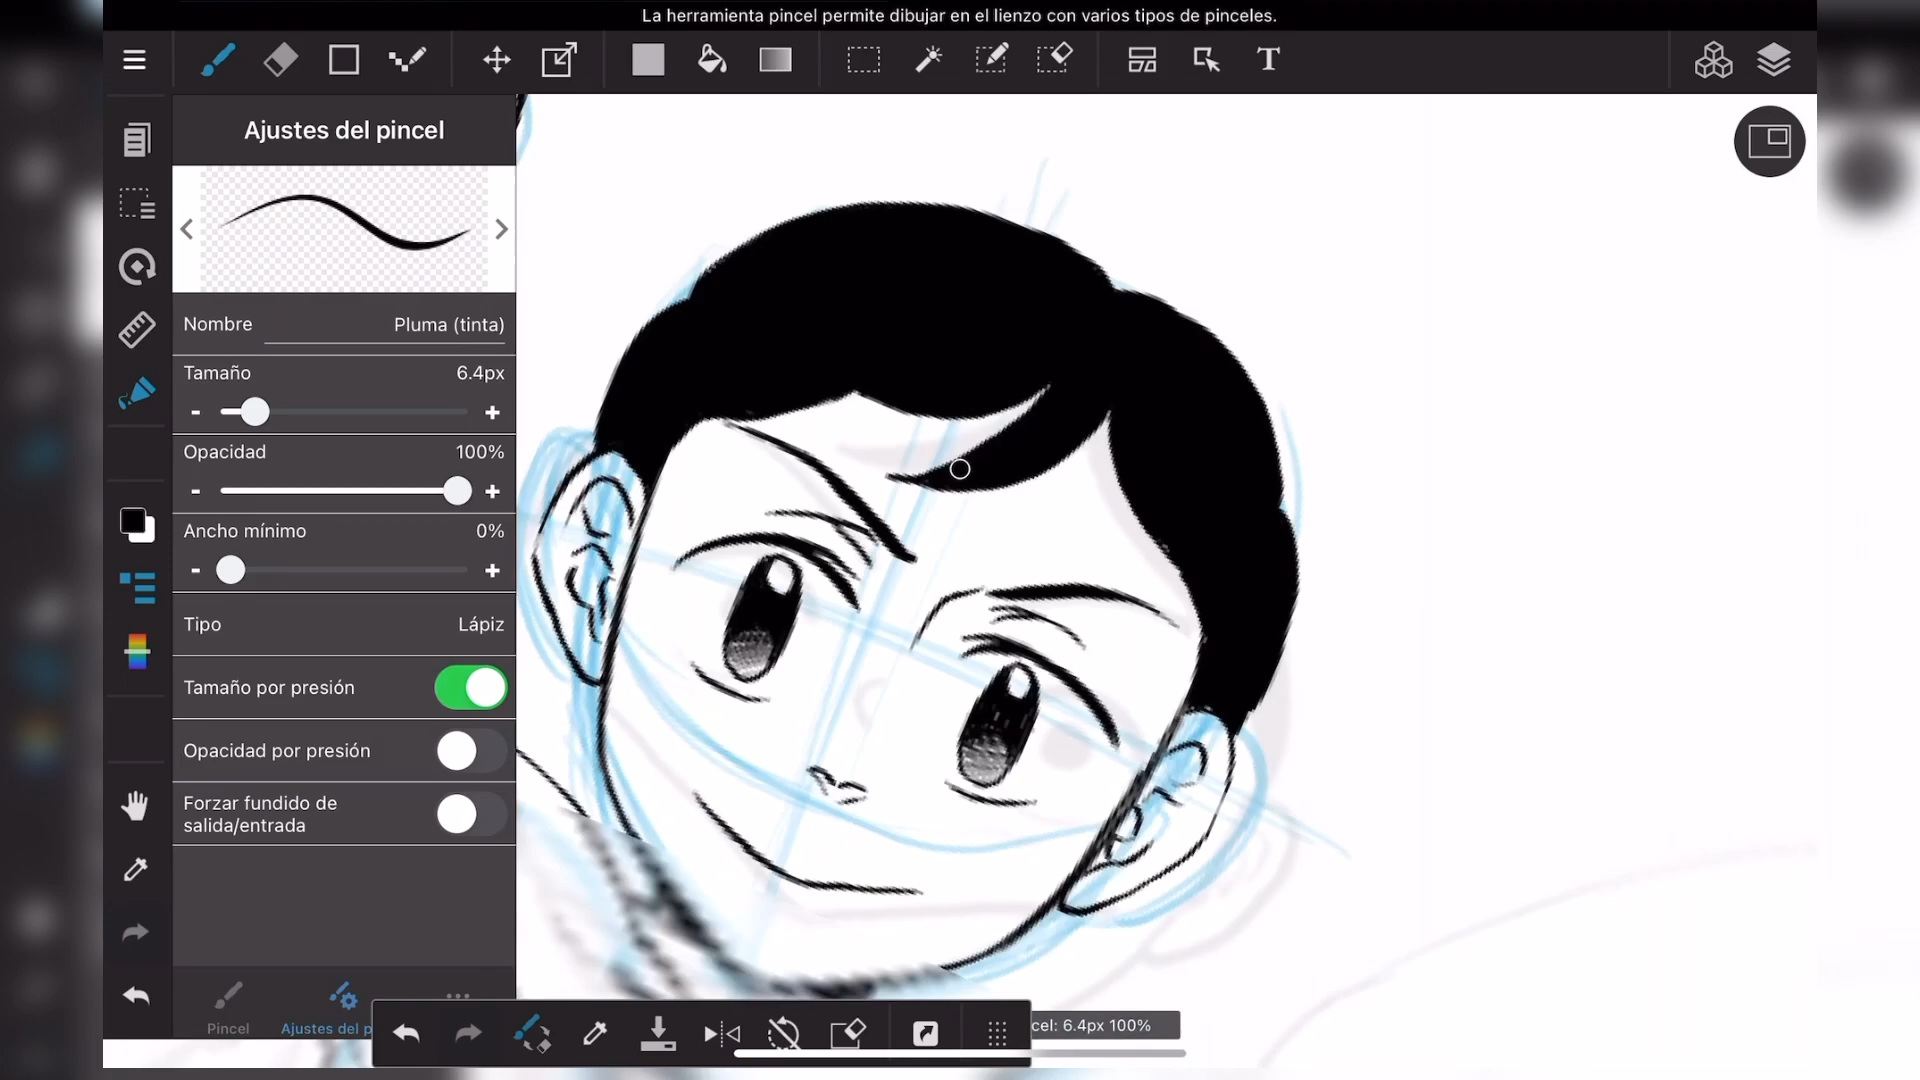 La herramienta pincel permite dibujar en el lienzo con varios tipos de pinceles.
T
Ajustes del pincel
Nombre
Pluma (tinta)
Tamaño
6.4px
-
+
Opacidad
100%
-
+
Ancho mínimo
0%
-
+
Tipo
Lápiz
Tamaño por presión
Opacidad por presión
Forzar fundido de
salida/entrada
Pincel
Ajustes del p
cel: 6.4px 100%